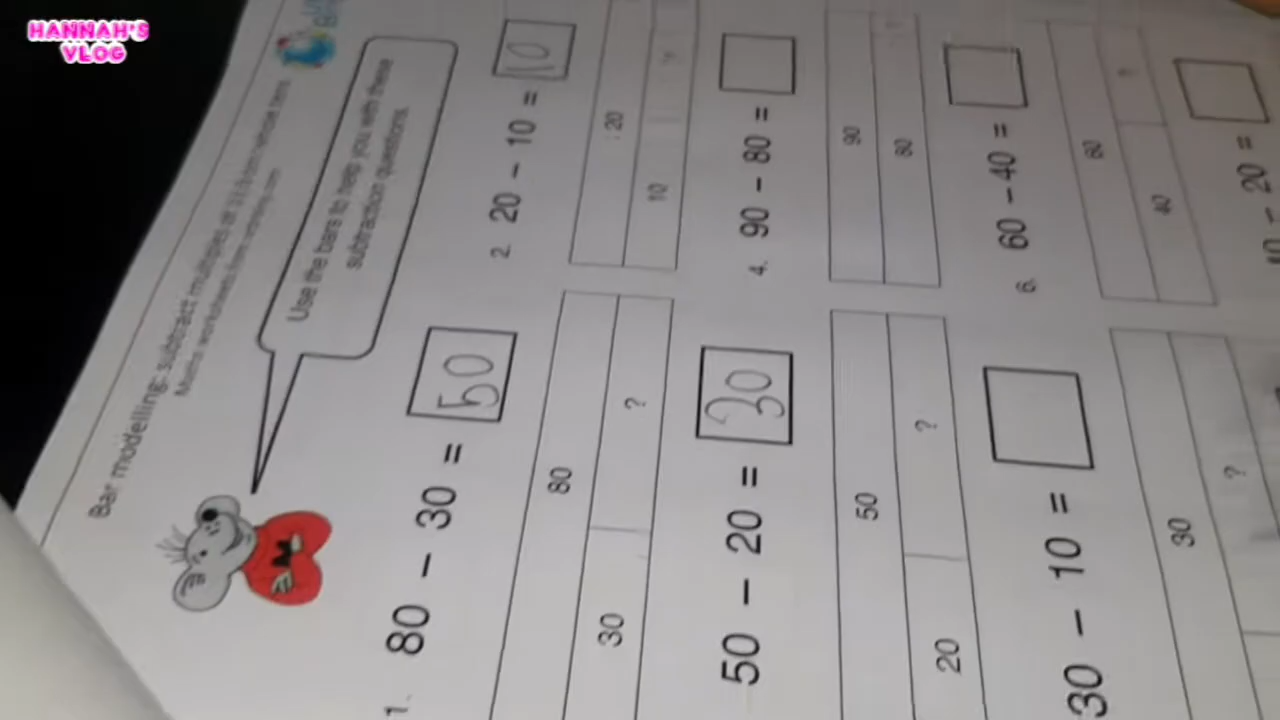 HANNAH'S
VLOG
Bar modelling: subtract multiples of
Use the bars to help you with these
subtraction questions.
1. 80 - 30 = 50
80
30 ?
2. 20 - 10 = 10
20
10 ?
50 - 20 = 30
50
20 ?
4. 90 - 80 =
90
80 ?
30 - 10 =
30
?
6. 60 - 40 =
60
40 ?
- 20 =